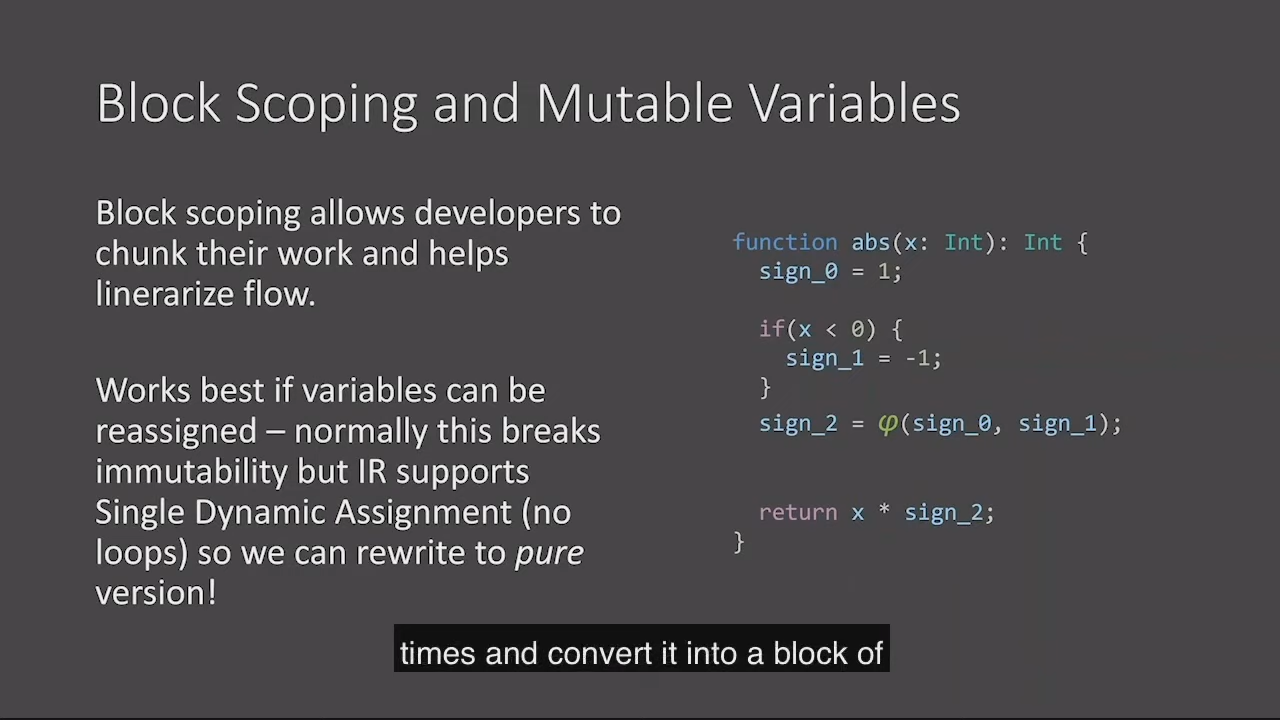 Block Scoping and Mutable Variables
Block scoping allows developers to
chunk their work and helps
linerarize flow.
Works best if variables can be
reassigned – normally this breaks
immutability but IR supports
Single Dynamic Assignment (no
loops) so we can rewrite to pure
version!
function abs(x: Int): Int {
sign_0 = 1;
if(x < 0) {
sign_1 = -1;
}
sign_2 = φ(sign_0, sign_1);
return x * sign_2;
}
times and convert it into a block of